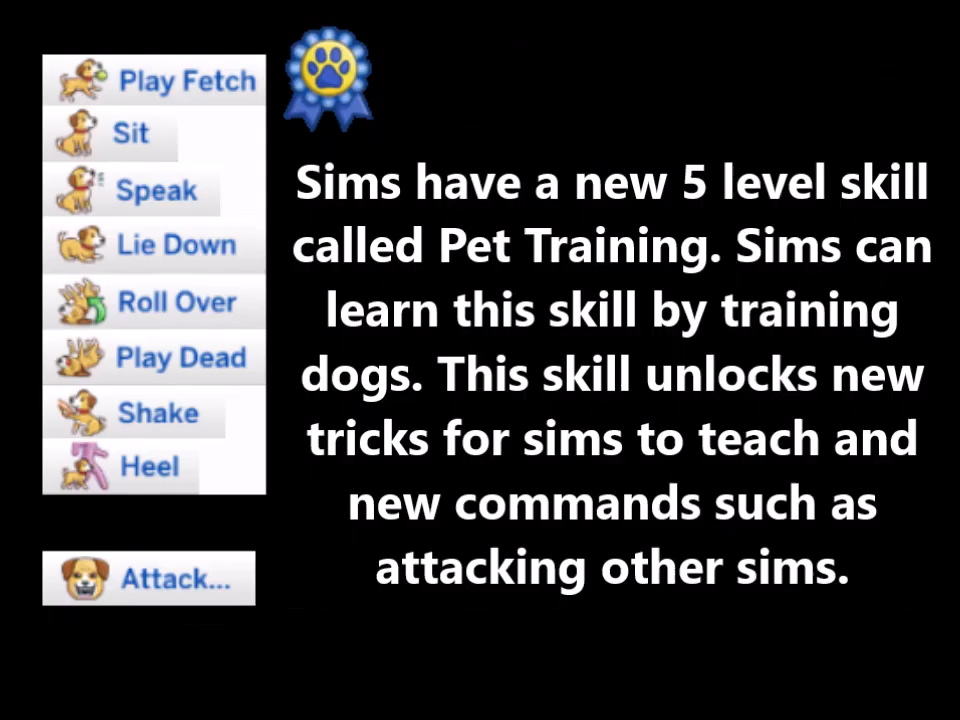 Play Fetch
Sit
Speak
Lie Down
Roll Over
Play Dead
Shake
Heel
Attack...
Sims have a new 5 level skill
called Pet Training. Sims can
learn this skill by training
dogs. This skill unlocks new
tricks for sims to teach and
new commands such as
attacking other sims.